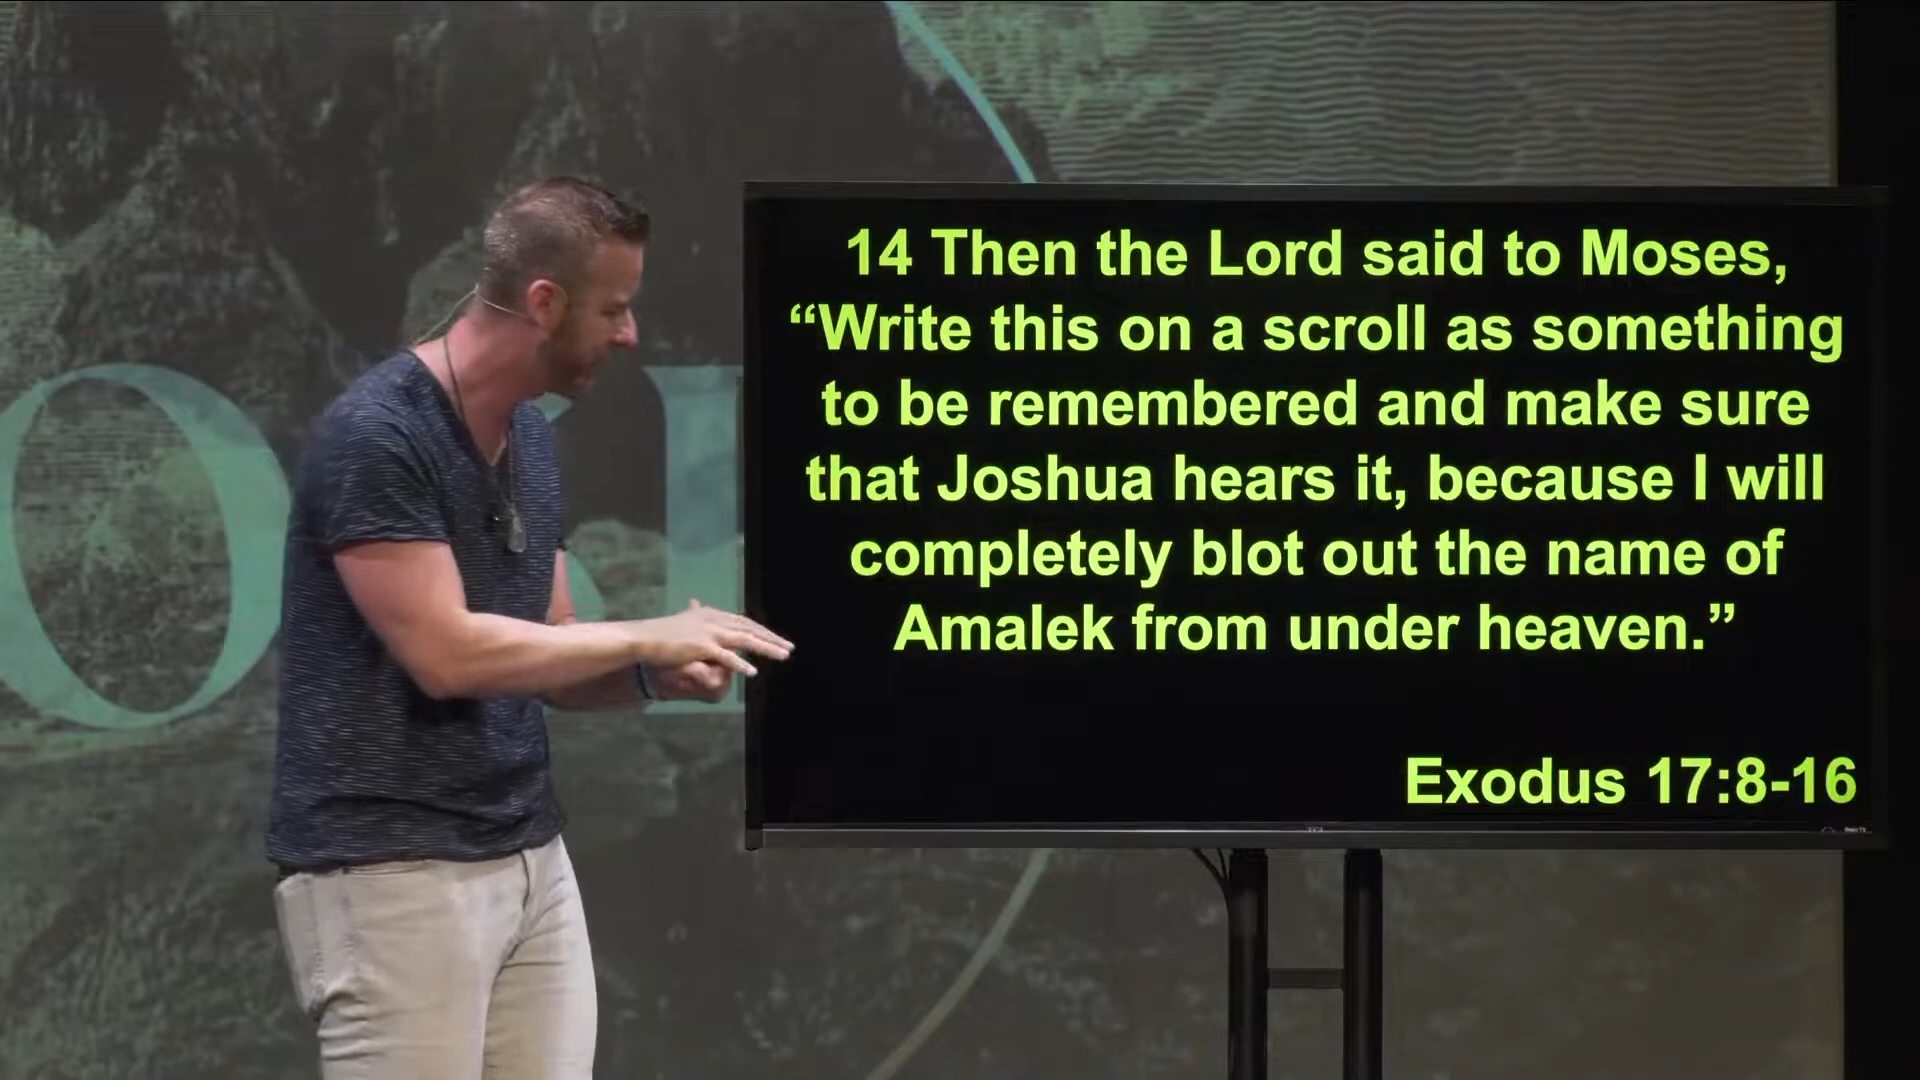 14 Then the Lord said to Moses,
“Write this on a scroll as something
to be remembered and make sure
that Joshua hears it, because I will
completely blot out the name of
Amalek from under heaven.”
Exodus 17:8-16